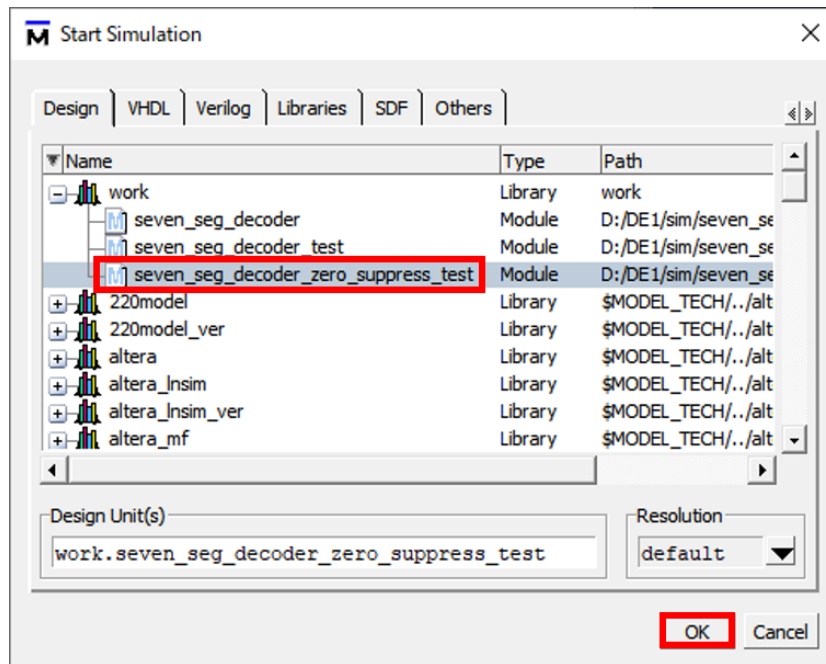 Start Simulation
Design VHDL Verilog Libraries SDF Others
Name Type Path
work Library work
seven_seg_decoder Module D:/DE1/sim/seven_se
seven_seg_decoder_test Module D:/DE1/sim/seven_se
seven_seg_decoder_zero_suppress_test Module D:/DE1/sim/seven_se
220model Library $MODEL_TECH/../alt
220model_ver Library $MODEL_TECH/../alt
altera Library $MODEL_TECH/../alt
altera_lnsim Library $MODEL_TECH/../alt
altera_lnsim_ver Library $MODEL_TECH/../alt
altera_mf Library $MODEL_TECH/../alt
Design Unit(s) Resolution
work.seven_seg_decoder_zero_suppress_test default
OK Cancel